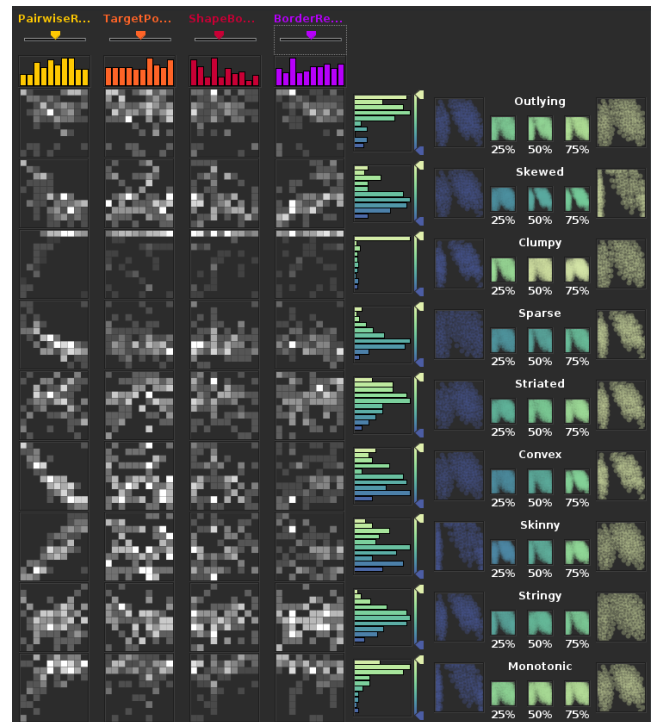 PairwiseR... TargetPo... ShapeBo... BorderRe...
Outlying
25% 50% 75%
Skewed
25% 50% 75%
Clumpy
25% 50% 75%
Sparse
25% 50% 75%
Striated
25% 50% 75%
Convex
25% 50% 75%
Skinny
25% 50% 75%
Stringy
25% 50% 75%
Monotonic
25% 50% 75%